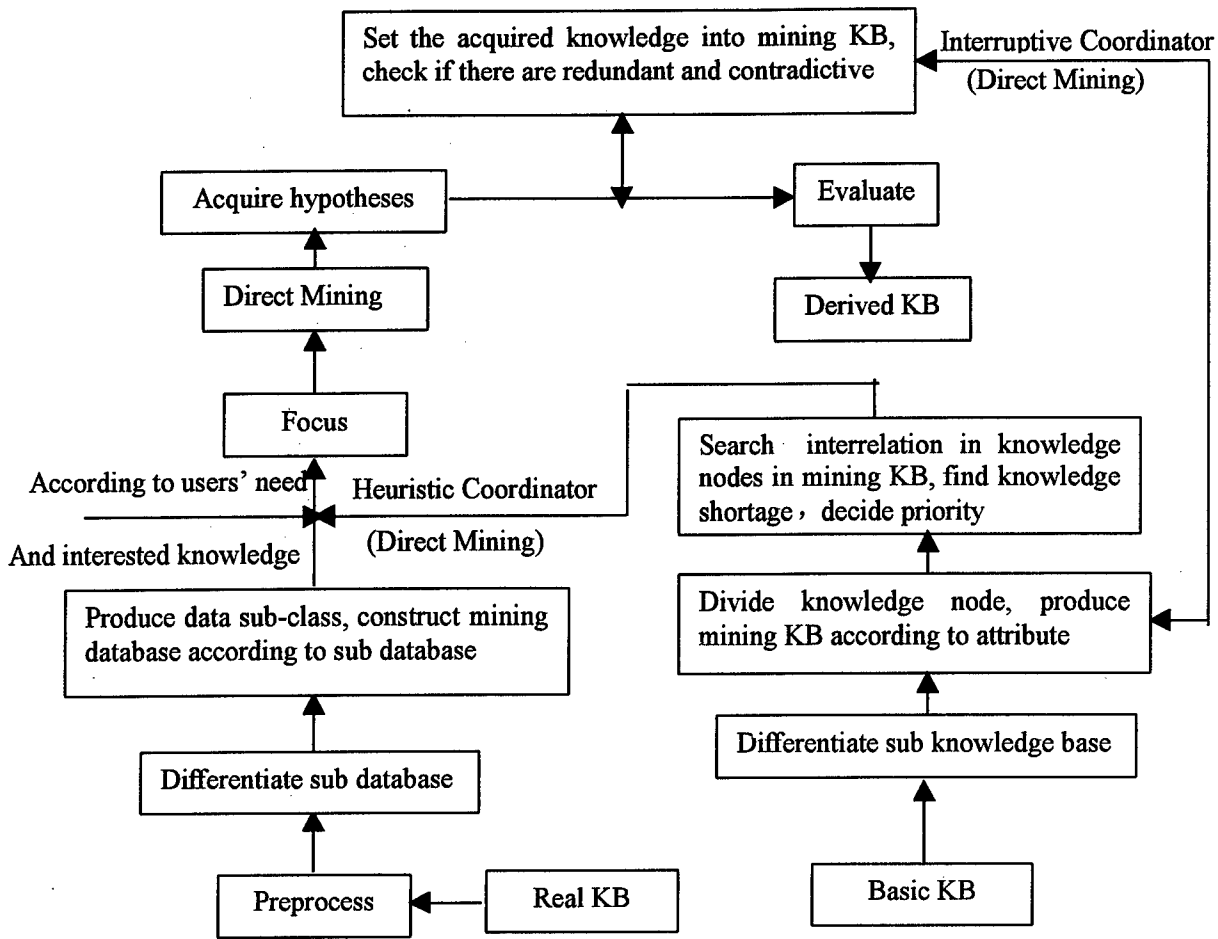 Set the acquired knowledge into mining KB,
check if there are redundant and contradictive
Interruptive Coordinator
(Direct Mining)
Acquire hypotheses
Evaluate
Direct Mining
Derived KB
Focus
According to users’ need
And interested knowledge
Heuristic Coordinator
(Direct Mining)
Search interrelation in knowledge
nodes in mining KB, find knowledge
shortage，decide priority
Produce data sub-class, construct mining
database according to sub database
Divide knowledge node, produce
mining KB according to attribute
Differentiate sub database
Differentiate sub knowledge base
Preprocess
Real KB
Basic KB